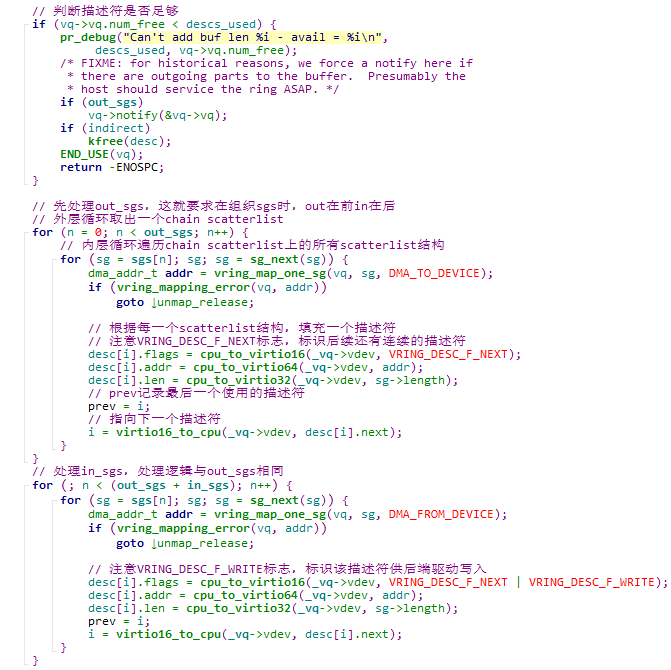 // 判断描述符是否足够
if (vq->vq.num_free < descs_used) {
    pr_debug("Can't add buf len %i - avail = %i\n",
         descs_used, vq->vq.num_free);
    /* FIXME: for historical reasons, we force a notify here if
     * there are outgoing parts to the buffer.  Presumably the
     * host should service the ring ASAP. */
    if (out_sgs)
        vq->notify(&vq->vq);
    if (indirect)
        kfree(desc);
    END_USE(vq);
    return -ENOSPC;
}

// 先处理out_sgs，这就要求在组织sgs时，out在前in在后
// 外层循环取出一个chain scatterlist
for (n = 0; n < out_sgs; n++) {
    // 内层循环遍历chain scatterlist上的所有scatterlist结构
    for (sg = sgs[n]; sg; sg = sg_next(sg)) {
        dma_addr_t addr = vring_map_one_sg(vq, sg, DMA_TO_DEVICE);
        if (vring_mapping_error(vq, addr))
            goto ↓unmap_release;

        // 根据每一个scatterlist结构，填充一个描述符
        // 注意VRING_DESC_F_NEXT标志，标识后续还有连续的描述符
        desc[i].flags = cpu_to_virtio16(_vq->vdev, VRING_DESC_F_NEXT);
        desc[i].addr = cpu_to_virtio64(_vq->vdev, addr);
        desc[i].len = cpu_to_virtio32(_vq->vdev, sg->length);
        // prev记录最后一个使用的描述符
        prev = i;
        // 指向下一个描述符
        i = virtio16_to_cpu(_vq->vdev, desc[i].next);
    }
}
// 处理in_sgs，处理逻辑与out_sgs相同
for (; n < (out_sgs + in_sgs); n++) {
    for (sg = sgs[n]; sg; sg = sg_next(sg)) {
        dma_addr_t addr = vring_map_one_sg(vq, sg, DMA_FROM_DEVICE);
        if (vring_mapping_error(vq, addr))
            goto ↓unmap_release;

        // 注意VRING_DESC_F_WRITE标志，标识该描述符供后端驱动写入
        desc[i].flags = cpu_to_virtio16(_vq->vdev, VRING_DESC_F_NEXT | VRING_DESC_F_WRITE);
        desc[i].addr = cpu_to_virtio64(_vq->vdev, addr);
        desc[i].len = cpu_to_virtio32(_vq->vdev, sg->length);
        prev = i;
        i = virtio16_to_cpu(_vq->vdev, desc[i].next);
    }
}